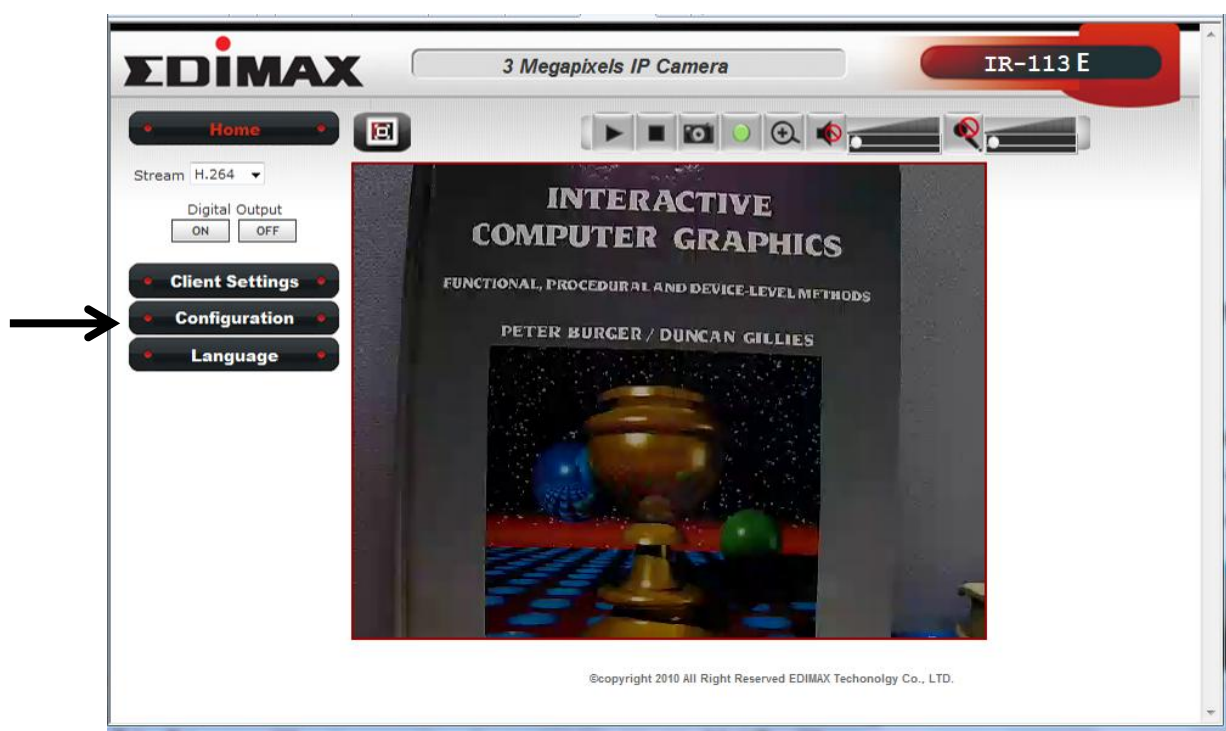 EDIMAX
3 Megapixels IP Camera
IR-113E
Home
Stream H.264
Digital Output
ON OFF
Client Settings
Configuration
Language
INTERACTIVE
COMPUTER GRAPHICS
FUNCTIONAL, PROCEDURAL AND DEVICE-LEVEL METHODS
PETER BURGER / DUNCAN GILLIES
©copyright 2010 All Right Reserved EDIMAX Techonolgy Co., LTD.